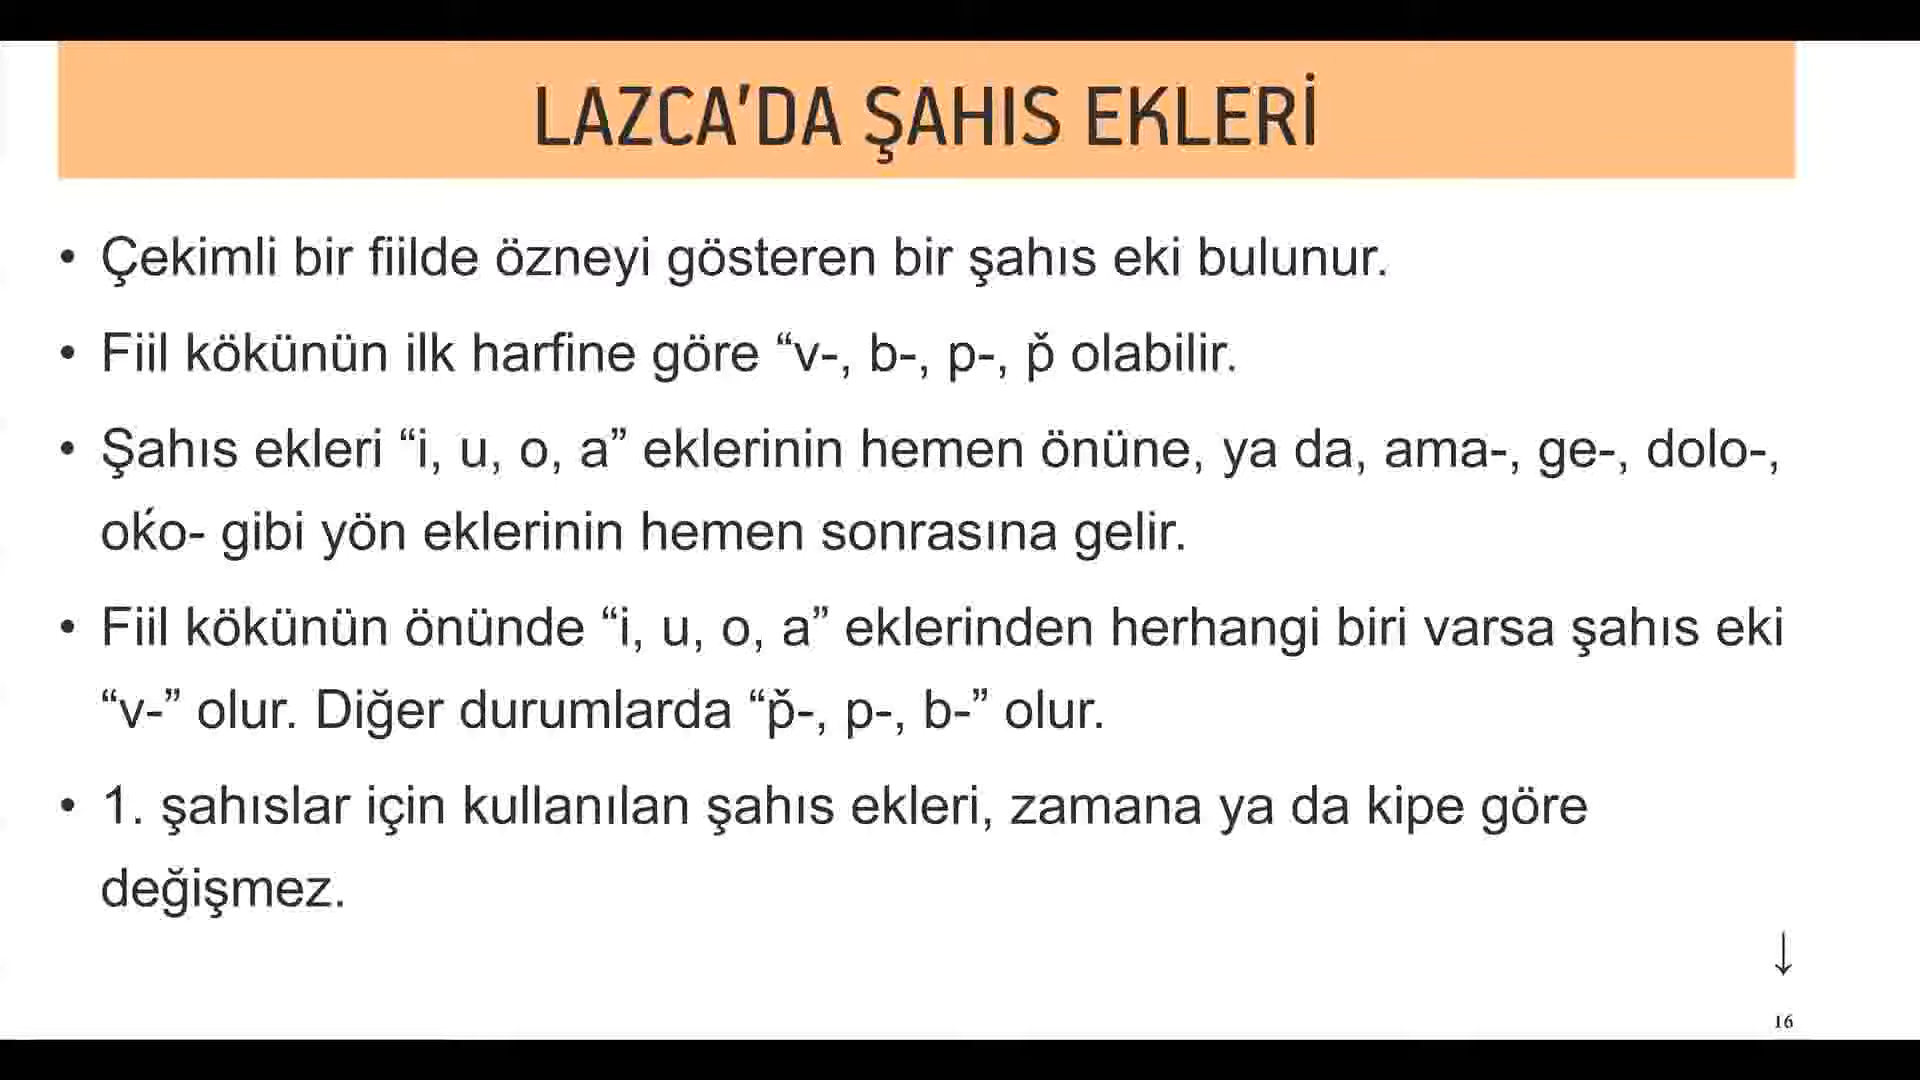 LAZCA'DA ŞAHIS EKLERİ
• Çekimli bir fiilde özneyi gösteren bir şahıs eki bulunur.
• Fiil kökünün ilk harfine göre “v-, b-, p-, p̌ olabilir.
• Şahıs ekleri “i, u, o, a” eklerinin hemen önüne, ya da, ama-, ge-, dolo-,
oḱo- gibi yön eklerinin hemen sonrasına gelir.
• Fiil kökünün önünde “i, u, o, a” eklerinden herhangi biri varsa şahıs eki
“v-” olur. Diğer durumlarda “p̌-, p-, b-” olur.
• 1. şahıslar için kullanılan şahıs ekleri, zamana ya da kipe göre
değişmez.
↓
16